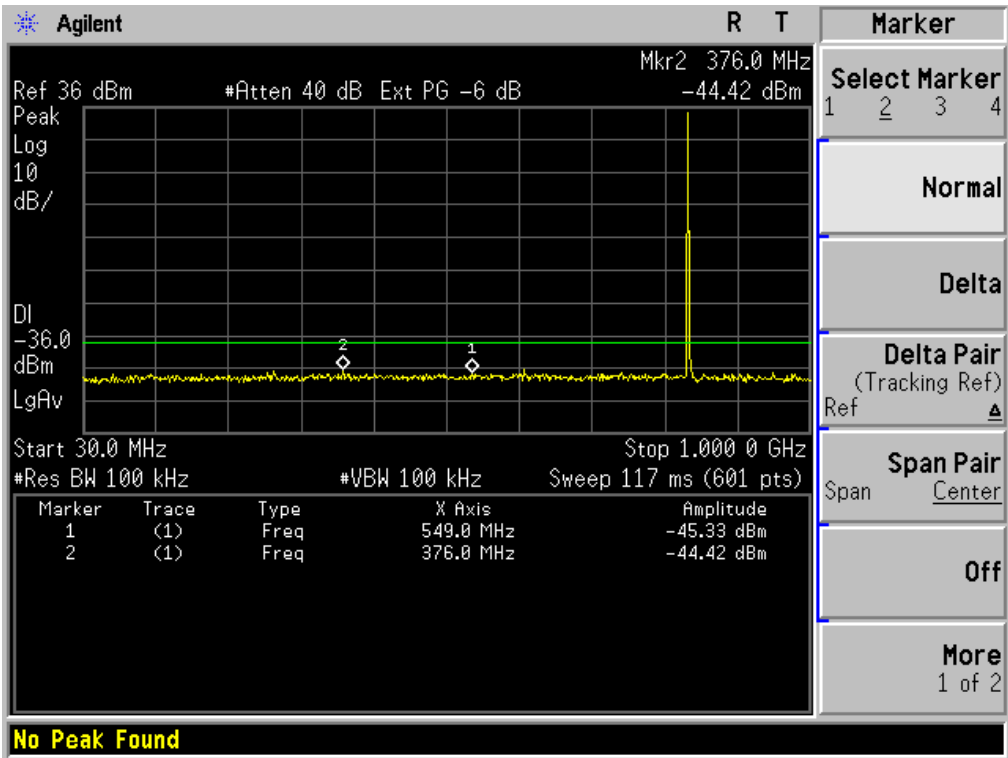 Agilent R T
Mkr2 376.0 MHz
Ref 36 dBm #Atten 40 dB Ext PG -6 dB -44.42 dBm
Peak
Log
10
dB/
DI
-36.0
dBm
LgAv
2
1
Start 30.0 MHz Stop 1.000 0 GHz
#Res BW 100 kHz #VBW 100 kHz Sweep 117 ms (601 pts)
Marker Trace Type X Axis Amplitude
1 (1) Freq 549.0 MHz -45.33 dBm
2 (1) Freq 376.0 MHz -44.42 dBm
No Peak Found
Marker
Select Marker
1 2 3 4
Normal
Delta
Delta Pair
(Tracking Ref)
Ref Δ
Span Pair
Span Center
Off
More
1 of 2